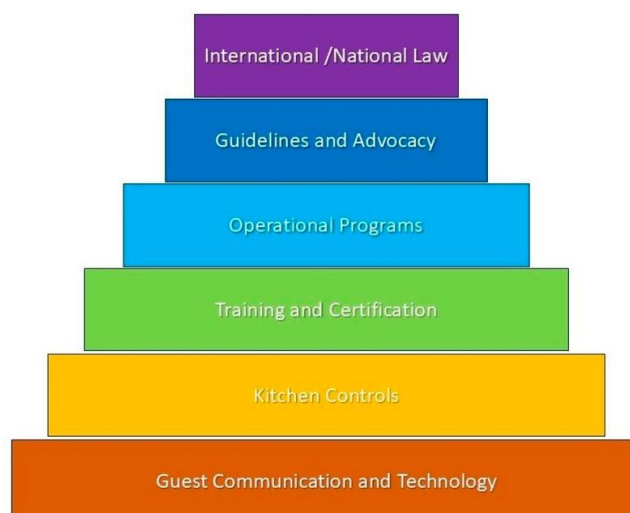 International /National Law
Guidelines and Advocacy
Operational Programs
Training and Certification
Kitchen Controls
Guest Communication and Technology